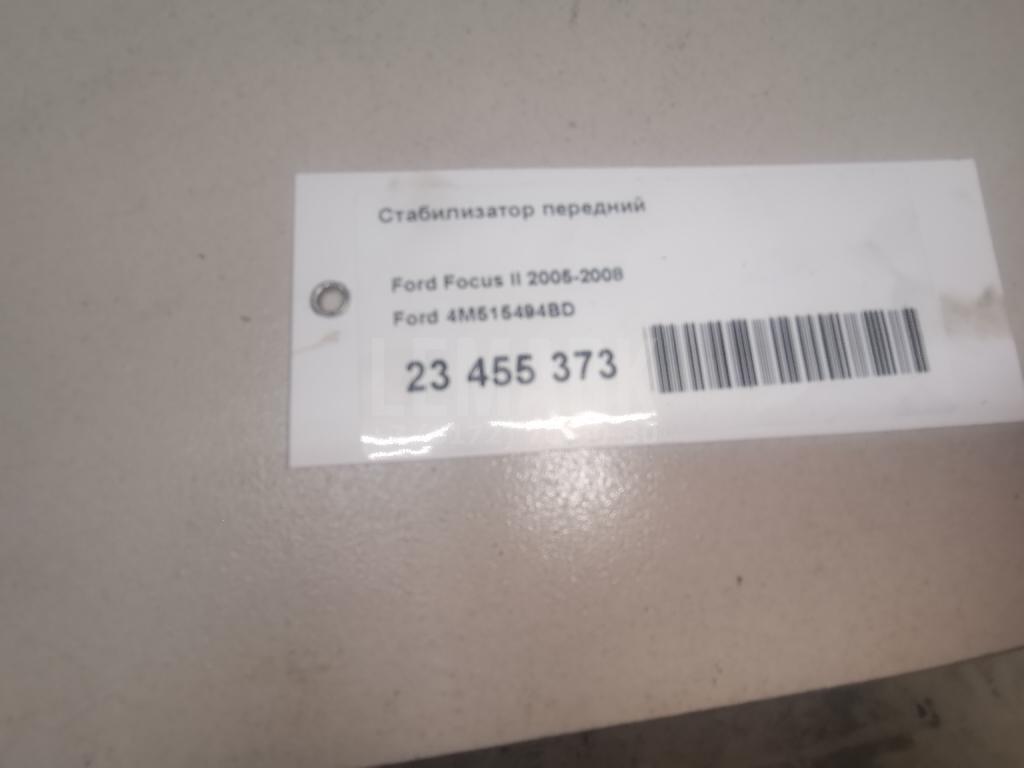 Стабилизатор передний
Ford Focus II 2005-2008
Ford 4M515494BD
23 455 373